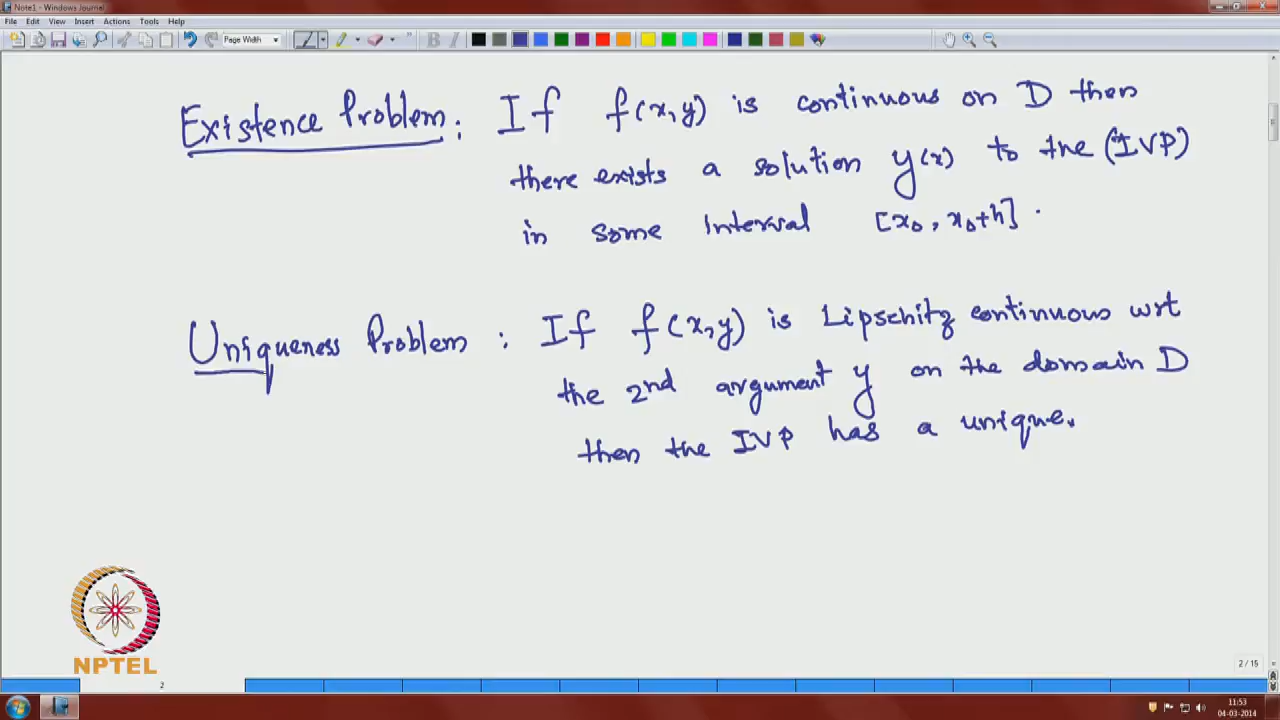 Note1 - Windows Journal
File Edit View Insert Actions Tools Help
Page Width
Existence Problem : If f(x,y) is continuous on D then
there exists a solution y(x) to the (IVP)
in some interval [x₀, x₀+h].
Uniqueness Problem : If f(x,y) is Lipschitz continuous wrt
the 2nd argument y on the domain D
then the IVP has a unique.
NPTEL
2 / 15
2
11:53
04-03-2014